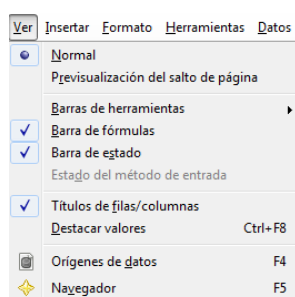 Ver Insertar Formato Herramientas Datos
Normal
Previsualización del salto de página
Barras de herramientas
Barra de fórmulas
Barra de estado
Estado del método de entrada
Títulos de filas/columnas
Destacar valores Ctrl+F8
Orígenes de datos F4
Navegador F5